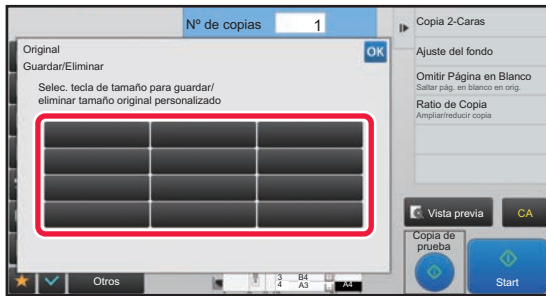 Nº de copias 1
Original
OK
Guardar/Eliminar
Selec. tecla de tamaño para guardar/
eliminar tamaño original personalizado
Copia 2-Caras
Ajuste del fondo
Omitir Página en Blanco
Saltar pág. en blanco en orig.
Ratio de Copia
Ampliar/reducir copia
Vista previa
CA
Copia de
prueba
Start
Otros
3 B4
4 A3
A4